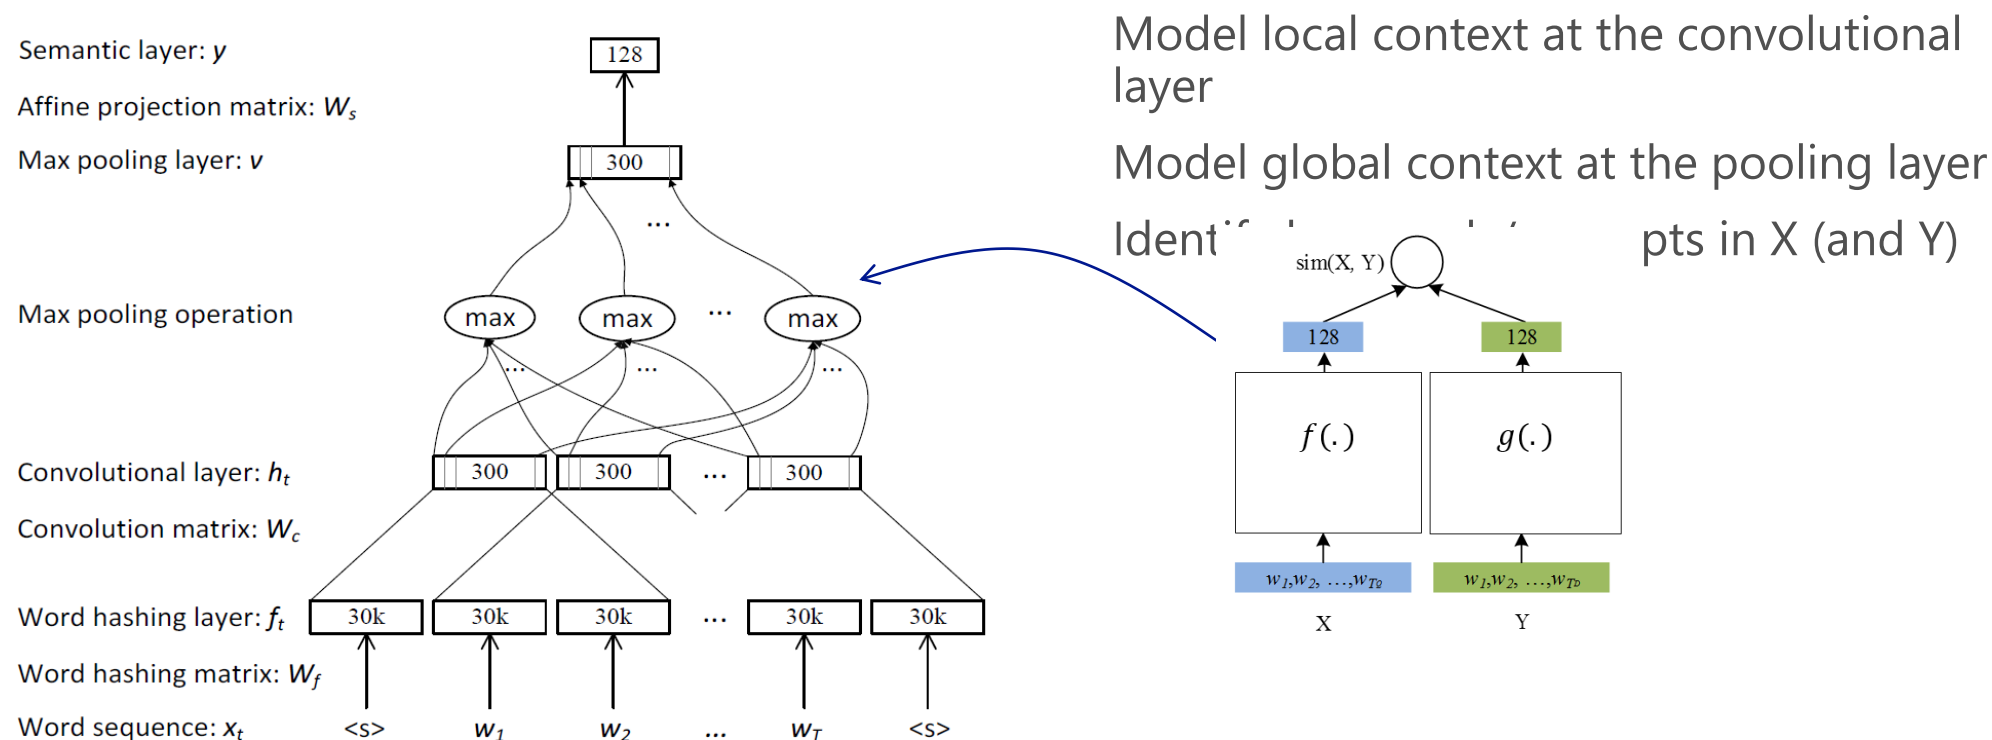 Semantic layer: y
128
Affine projection matrix: Ws
Max pooling layer: v
300
...
Max pooling operation
max max ... max
... ... ...
Convolutional layer: ht
300 300 ... 300
Convolution matrix: Wc
Word hashing layer: ft
30k 30k 30k ... 30k 30k
Word hashing matrix: Wf
Word sequence: xt
<s> w1 w2 ... wT <s>
Model local context at the convolutional
layer
Model global context at the pooling layer
pts in X (and Y)
sim(X, Y)
128 128
f(.) g(.)
w1,w2, ...,wTQ w1,w2, ...,wTD
X Y